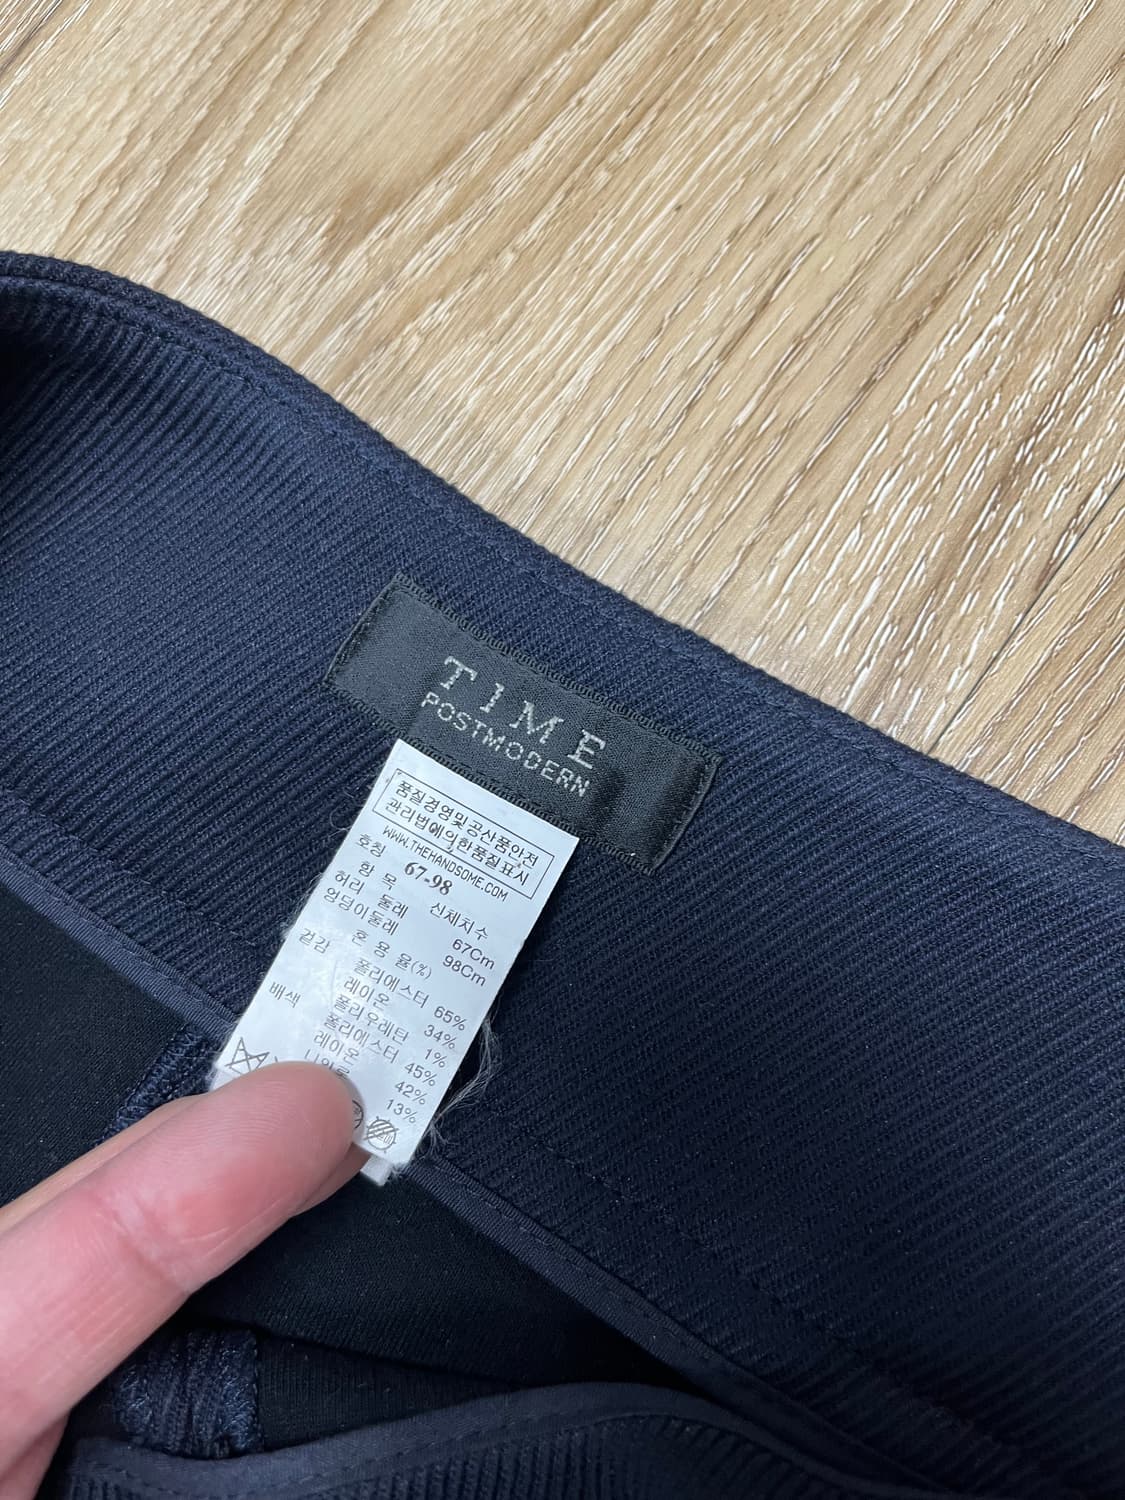 TIME
POSTMODERN
품질경영및공산품안전
관리법에의한품질표시
WWW.THEHANDSOME.COM
호칭 67-98
항 목 신체치수
허리 둘레 67Cm
엉덩이둘레 98Cm
혼 용 율(%)
겉감 폴리에스터 65%
레이온 34%
폴리우레탄 1%
배색 폴리에스터 45%
레이온 42%
13%